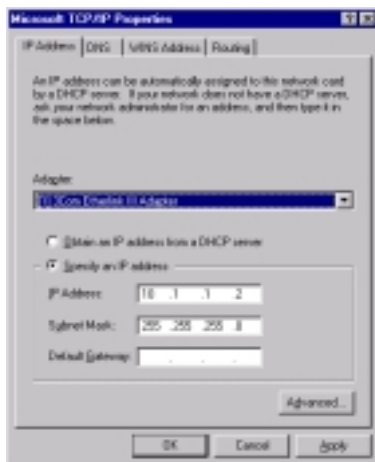 Microsoft TCP/IP Properties
IP Address DNS WINS Address Routing
An IP address can be automatically assigned to this network card
by a DHCP server. If your network does not have a DHCP server,
ask your network administrator for an address, and then type it in
the space below.
Adapter:
[1] 3Com Etherlink III Adapter
Obtain an IP address from a DHCP server
Specify an IP address
IP Address: 10 .1 .1 .2
Subnet Mask: 255 .255 .255 .0
Default Gateway: . . .
Advanced...
OK Cancel Apply